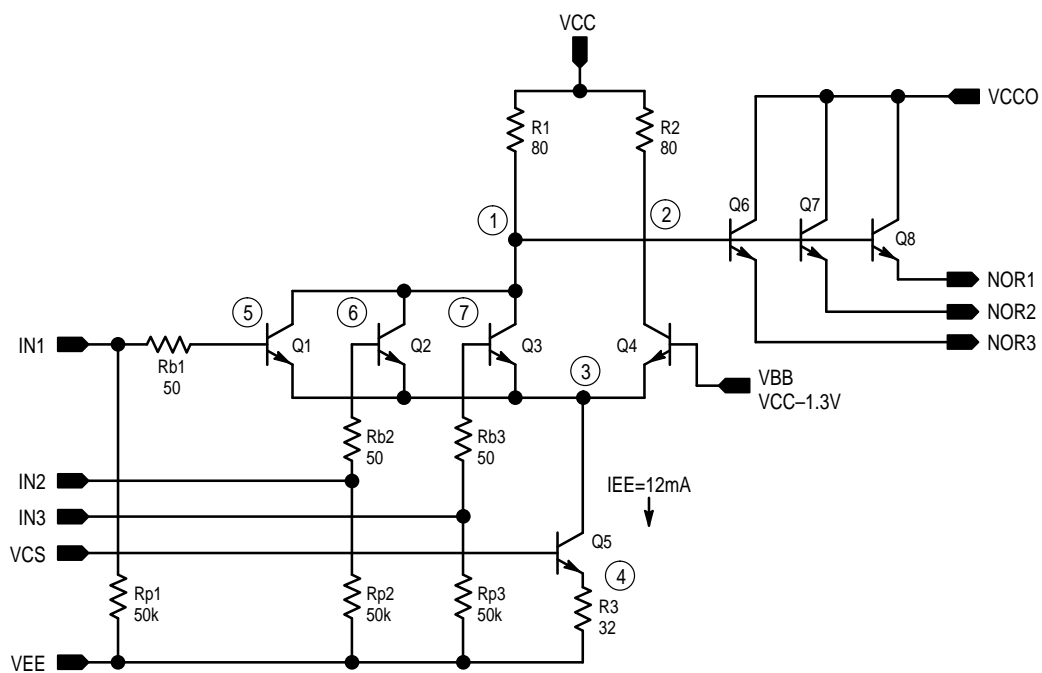 VCC
VCCO
R1
80
R2
80
1
2
Q6
Q7
Q8
5
6
7
NOR1
NOR2
NOR3
IN1
Rb1
50
Q1
Q2
Q3
Q4
3
VBB
VCC–1.3V
Rb2
50
Rb3
50
IN2
IN3
IEE=12mA
VCS
Q5
4
Rp1
50k
Rp2
50k
Rp3
50k
R3
32
VEE